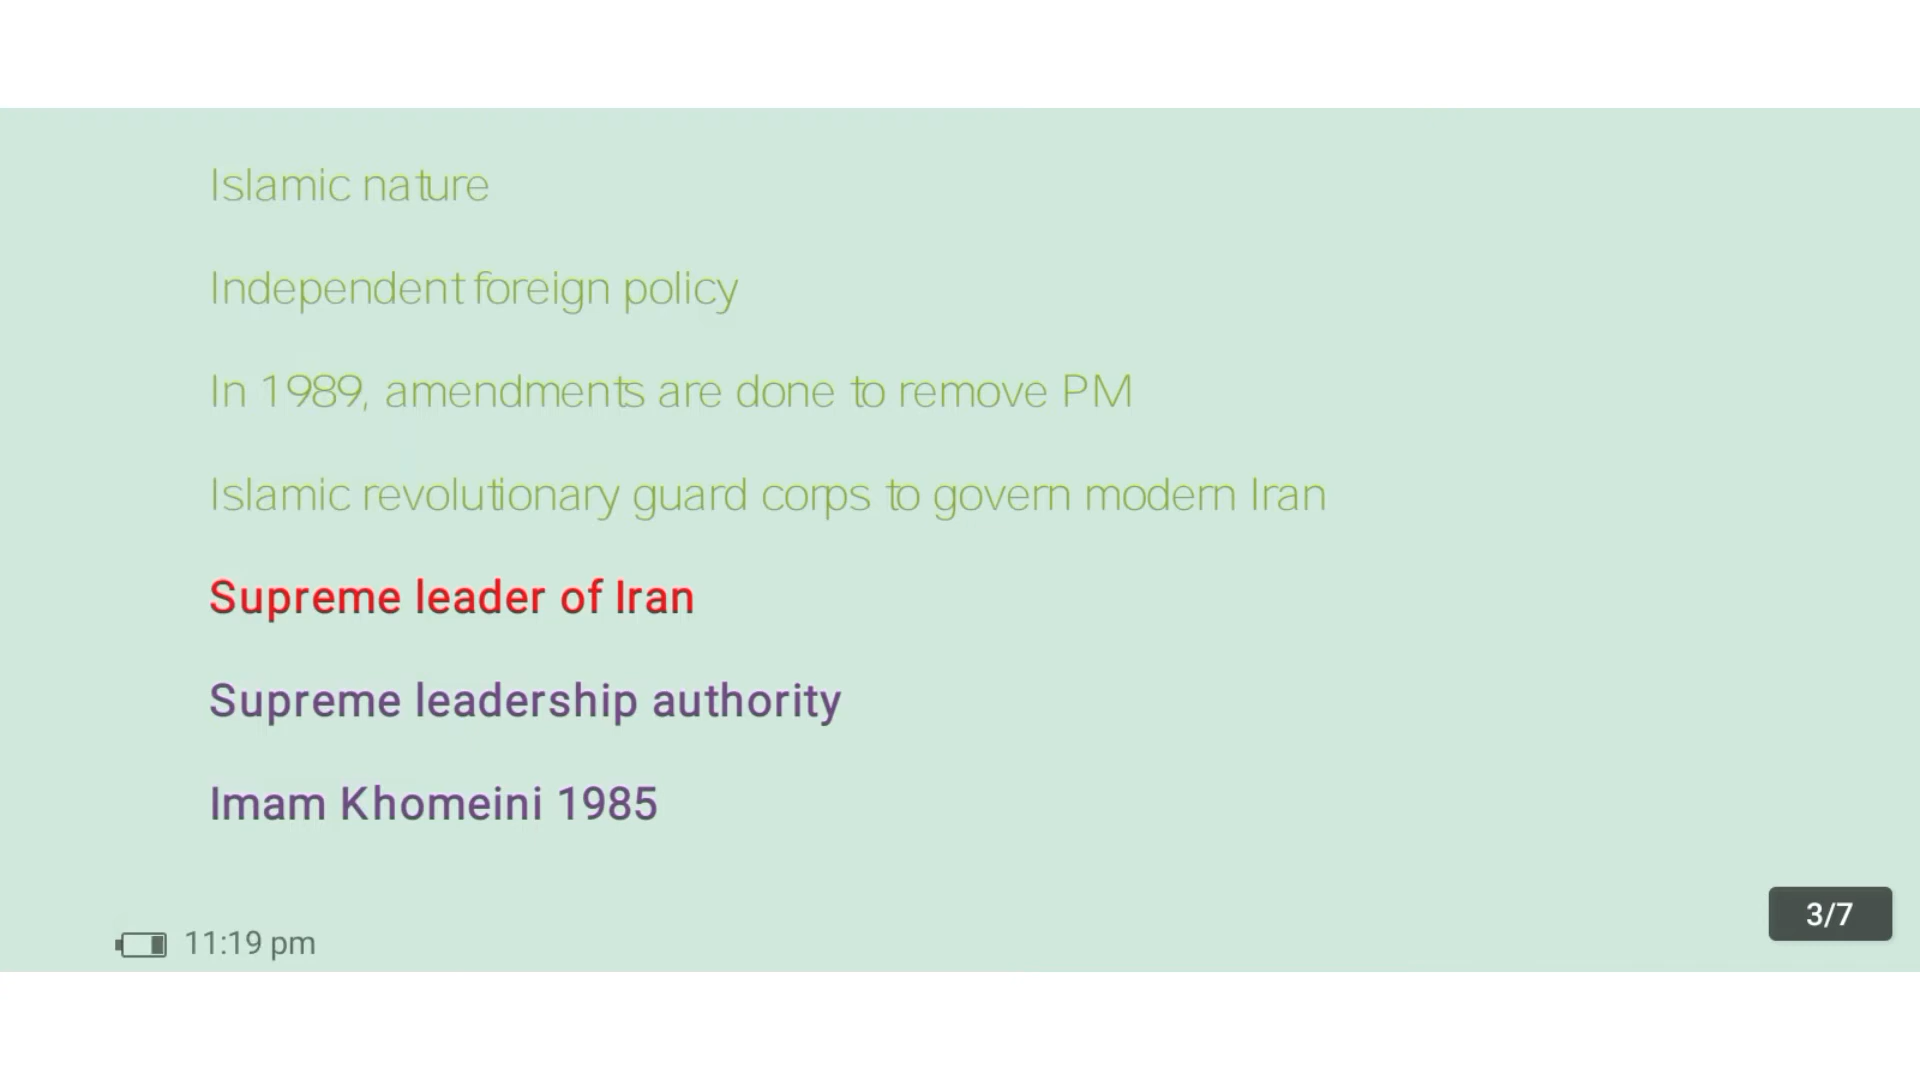 Islamic nature
Independent foreign policy
In 1989, amendments are done to remove PM
Islamic revolutionary guard corps to govern modern Iran
Supreme leader of Iran
Supreme leadership authority
Imam Khomeini 1985
3/7
11:19 pm